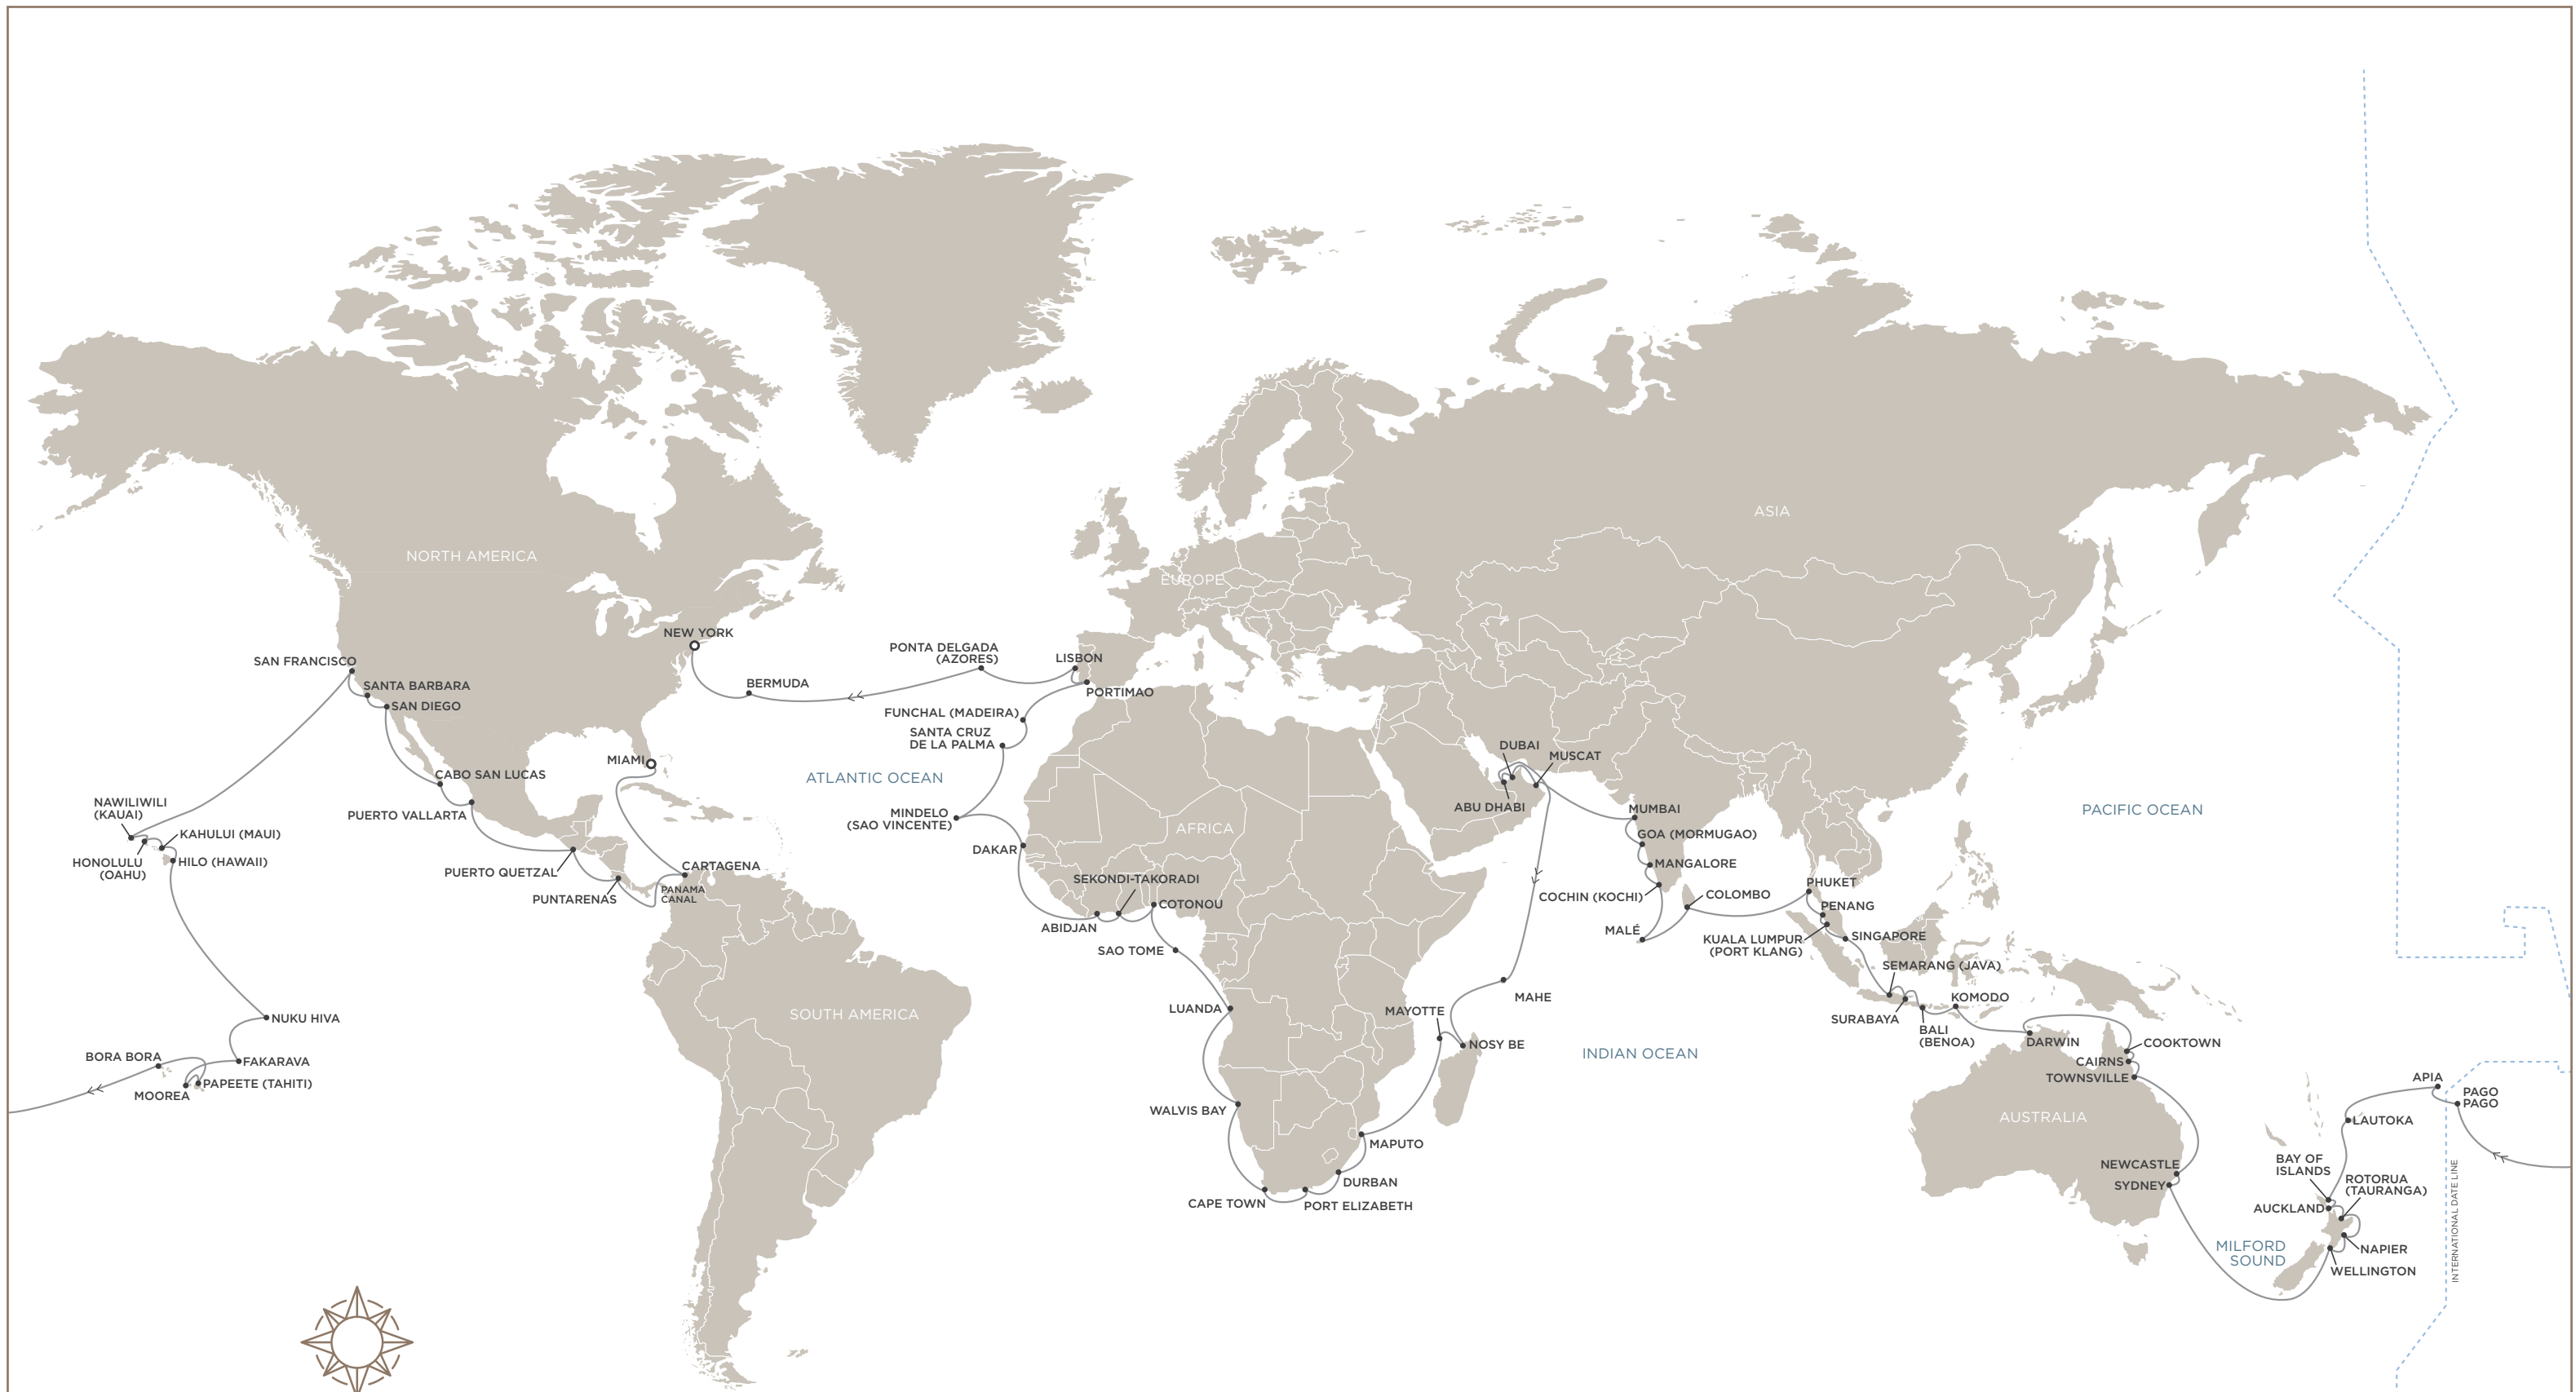 NORTH AMERICA
ASIA
EUROPE
NEW YORK
PONTA DELGADA
(AZORES)
LISBON
SAN FRANCISCO
BERMUDA
PORTIMAO
SANTA BARBARA
SAN DIEGO
FUNCHAL (MADEIRA)
SANTA CRUZ
DE LA PALMA
MIAMI
DUBAI
MUSCAT
ATLANTIC OCEAN
CABO SAN LUCAS
NAWILIWILI
(KAUAI)
PUERTO VALLARTA
MINDELO
(SAO VINCENTE)
ABU DHABI
MUMBAI
PACIFIC OCEAN
AFRICA
KAHULUI (MAUI)
GOA (MORMUGAO)
HONOLULU
(OAHU)
HILO (HAWAII)
DAKAR
MANGALORE
PUERTO QUETZAL
CARTAGENA
SEKONDI-TAKORADI
PHUKET
PUNTARENAS
PANAMA
CANAL
COCHIN (KOCHI)
COLOMBO
COTONOU
PENANG
ABIDJAN
MALÉ
KUALA LUMPUR
(PORT KLANG)
SINGAPORE
SAO TOME
SEMARANG (JAVA)
MAHE
KOMODO
LUANDA
MAYOTTE
SOUTH AMERICA
NUKU HIVA
SURABAYA
BALI
(BENOA)
NOSY BE
INDIAN OCEAN
DARWIN
COOKTOWN
BORA BORA
FAKARAVA
CAIRNS
TOWNSVILLE
APIA
PAPEETE (TAHITI)
MOOREA
PAGO
PAGO
WALVIS BAY
AUSTRALIA
LAUTOKA
MAPUTO
NEWCASTLE
BAY OF
ISLANDS
DURBAN
SYDNEY
ROTORUA
(TAURANGA)
CAPE TOWN
PORT ELIZABETH
AUCKLAND
INTERNATIONAL DATE LINE
MILFORD
SOUND
NAPIER
WELLINGTON